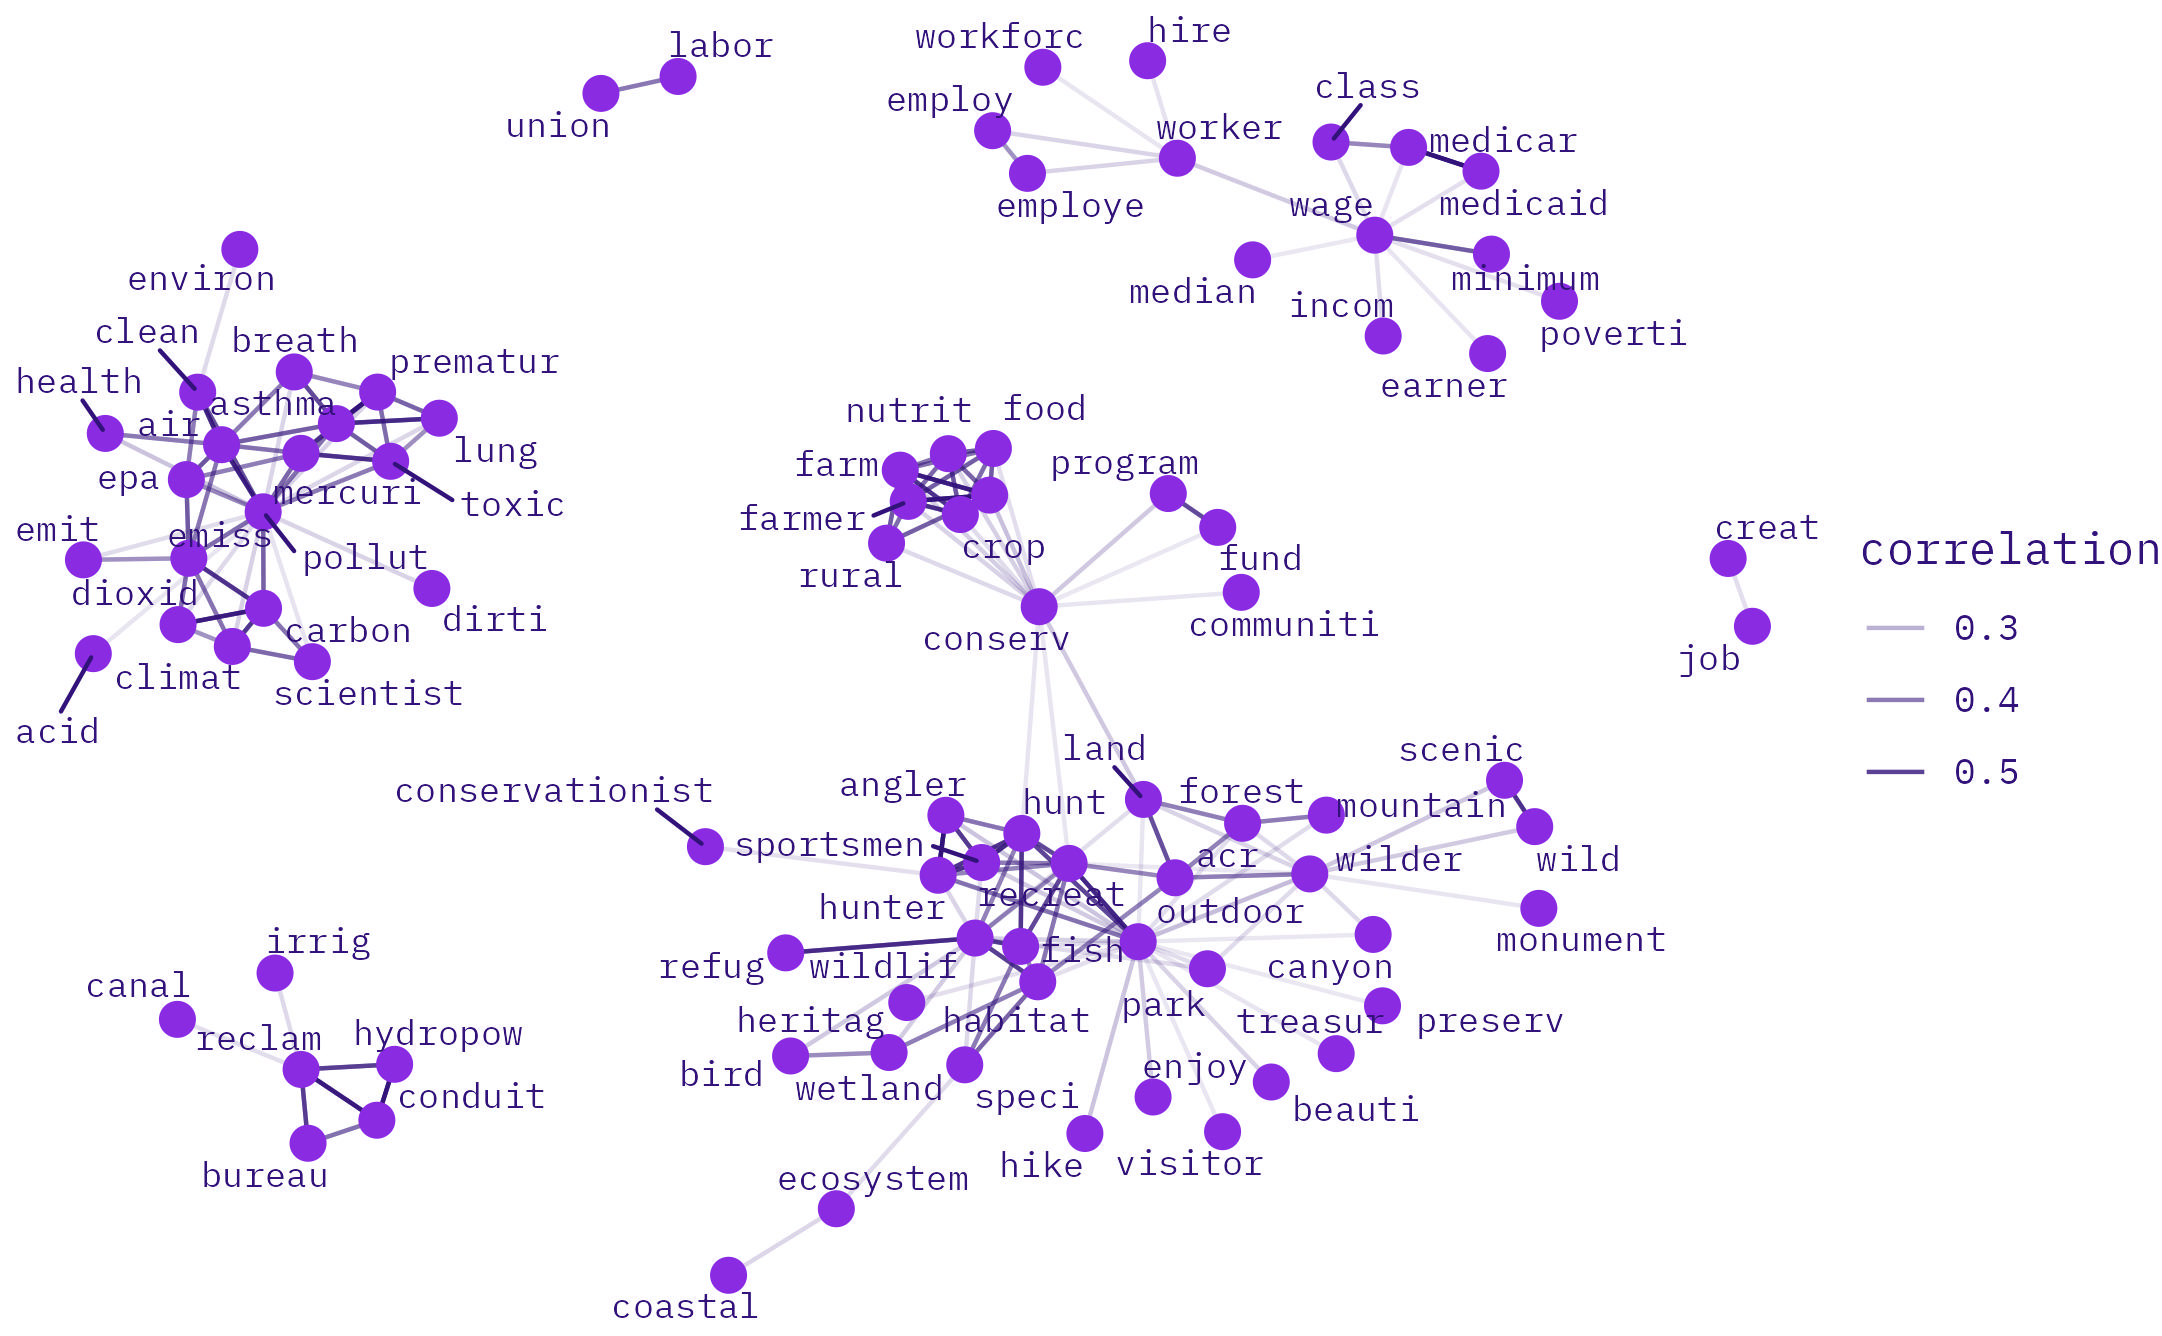 labor
union
workforc
hire
employ
class
worker
medicar
employe
wage
medicaid
median
incom
minimum
poverti
earner
environ
clean
breath
prematur
health
asthma
air
lung
epa
mercuri
toxic
emit
emiss
pollut
dioxid
dirti
carbon
climat
scientist
acid
nutrit
food
farm
program
farmer
crop
fund
rural
communiti
conserv
creat
job
correlation
0.3
0.4
0.5
land
scenic
conservationist
angler
hunt
forest
mountain
sportsmen
acr
wilder
wild
recreat
hunter
outdoor
monument
refug
wildlif
fish
canyon
heritag
habitat
park
treasur
preserv
bird
wetland
speci
enjoy
beauti
hike
visitor
ecosystem
coastal
irrig
canal
reclam
hydropow
conduit
bureau